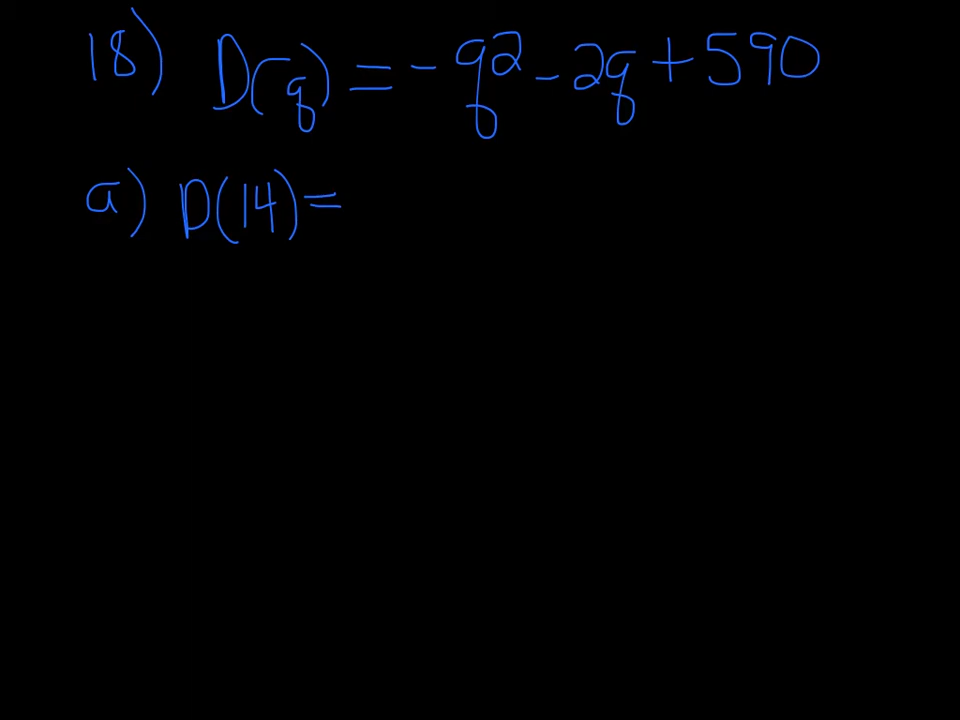 18) D(q) = - q² - 2q + 590
a) D(14) =